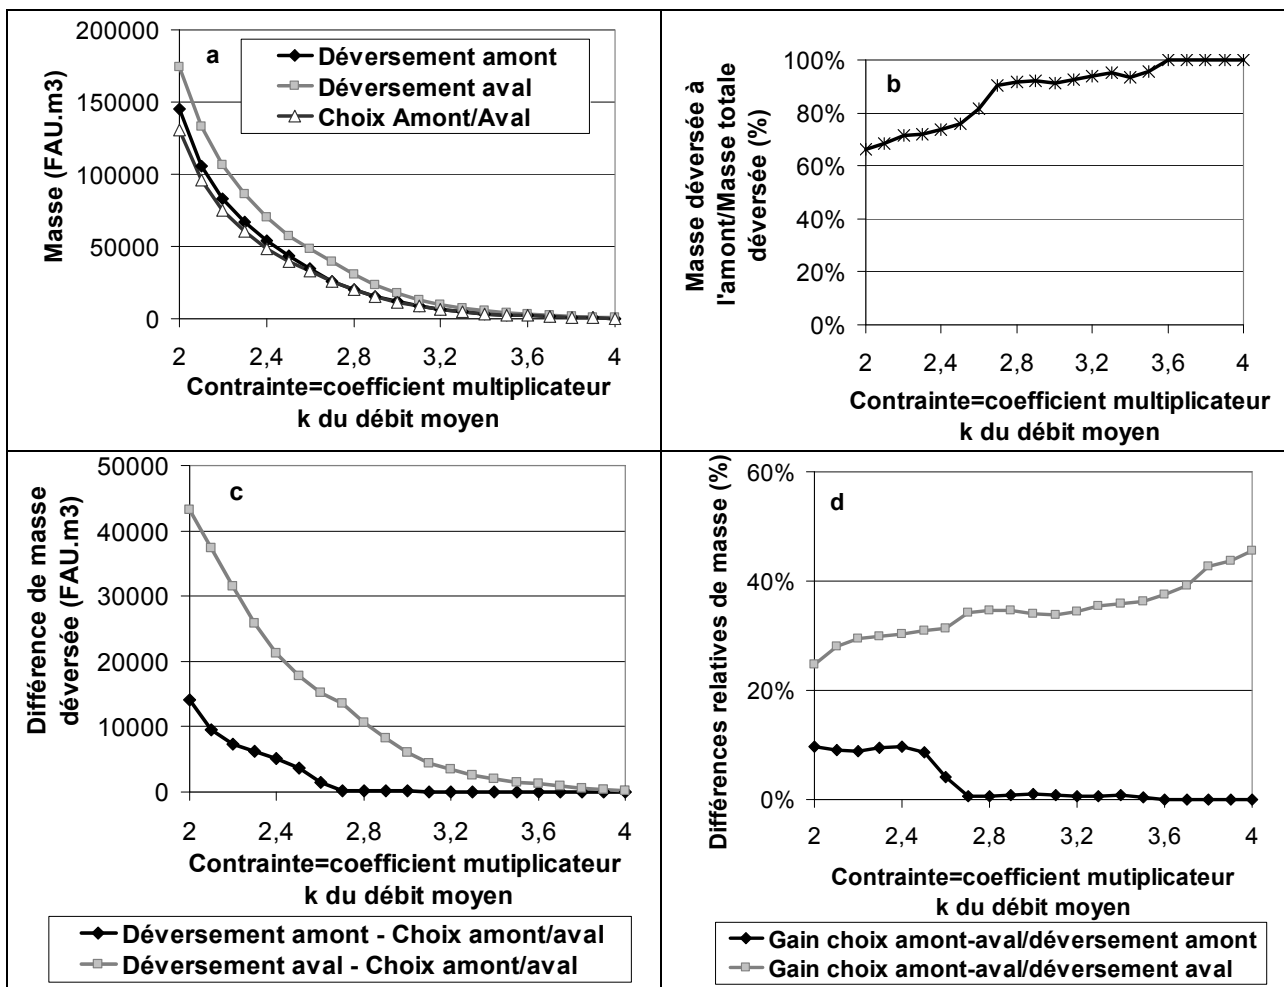 a
Déversement amont
Déversement aval
Choix Amont/Aval
Masse (FAU.m3)
200000
150000
100000
50000
0
2
2,4
2,8
3,2
3,6
4
Contrainte=coefficient multiplicateur
k du débit moyen
b
Masse déversée à
l'amont/Masse totale
déversée (%)
100%
80%
60%
40%
20%
0%
2
2,4
2,8
3,2
3,6
4
Contrainte=coefficient multiplicateur
k du débit moyen
c
Différence de masse
déversée (FAU.m3)
50000
40000
30000
20000
10000
0
2
2,4
2,8
3,2
3,6
4
Contrainte=coefficient mutiplicateur
k du débit moyen
Déversement amont - Choix amont/aval
Déversement aval - Choix amont/aval
d
Différences relatives de masse (%)
60%
40%
20%
0%
2
2,4
2,8
3,2
3,6
4
Contrainte=coefficient mutiplicateur
k du débit moyen
Gain choix amont-aval/déversement amont
Gain choix amont-aval/déversement aval